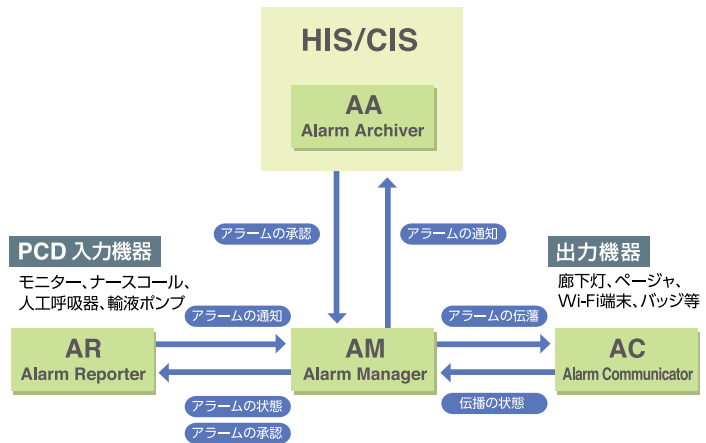 HIS/CIS
AA
Alarm Archiver
アラームの承認
アラームの通知
PCD 入力機器
モニター、ナースコール、
人工呼吸器、輸液ポンプ
出力機器
廊下灯、ページャ、
Wi-Fi端末、バッジ等
アラームの通知
アラームの伝藩
AR
Alarm Reporter
AM
Alarm Manager
AC
Alarm Communicator
アラームの状態
アラームの承認
伝播の状態